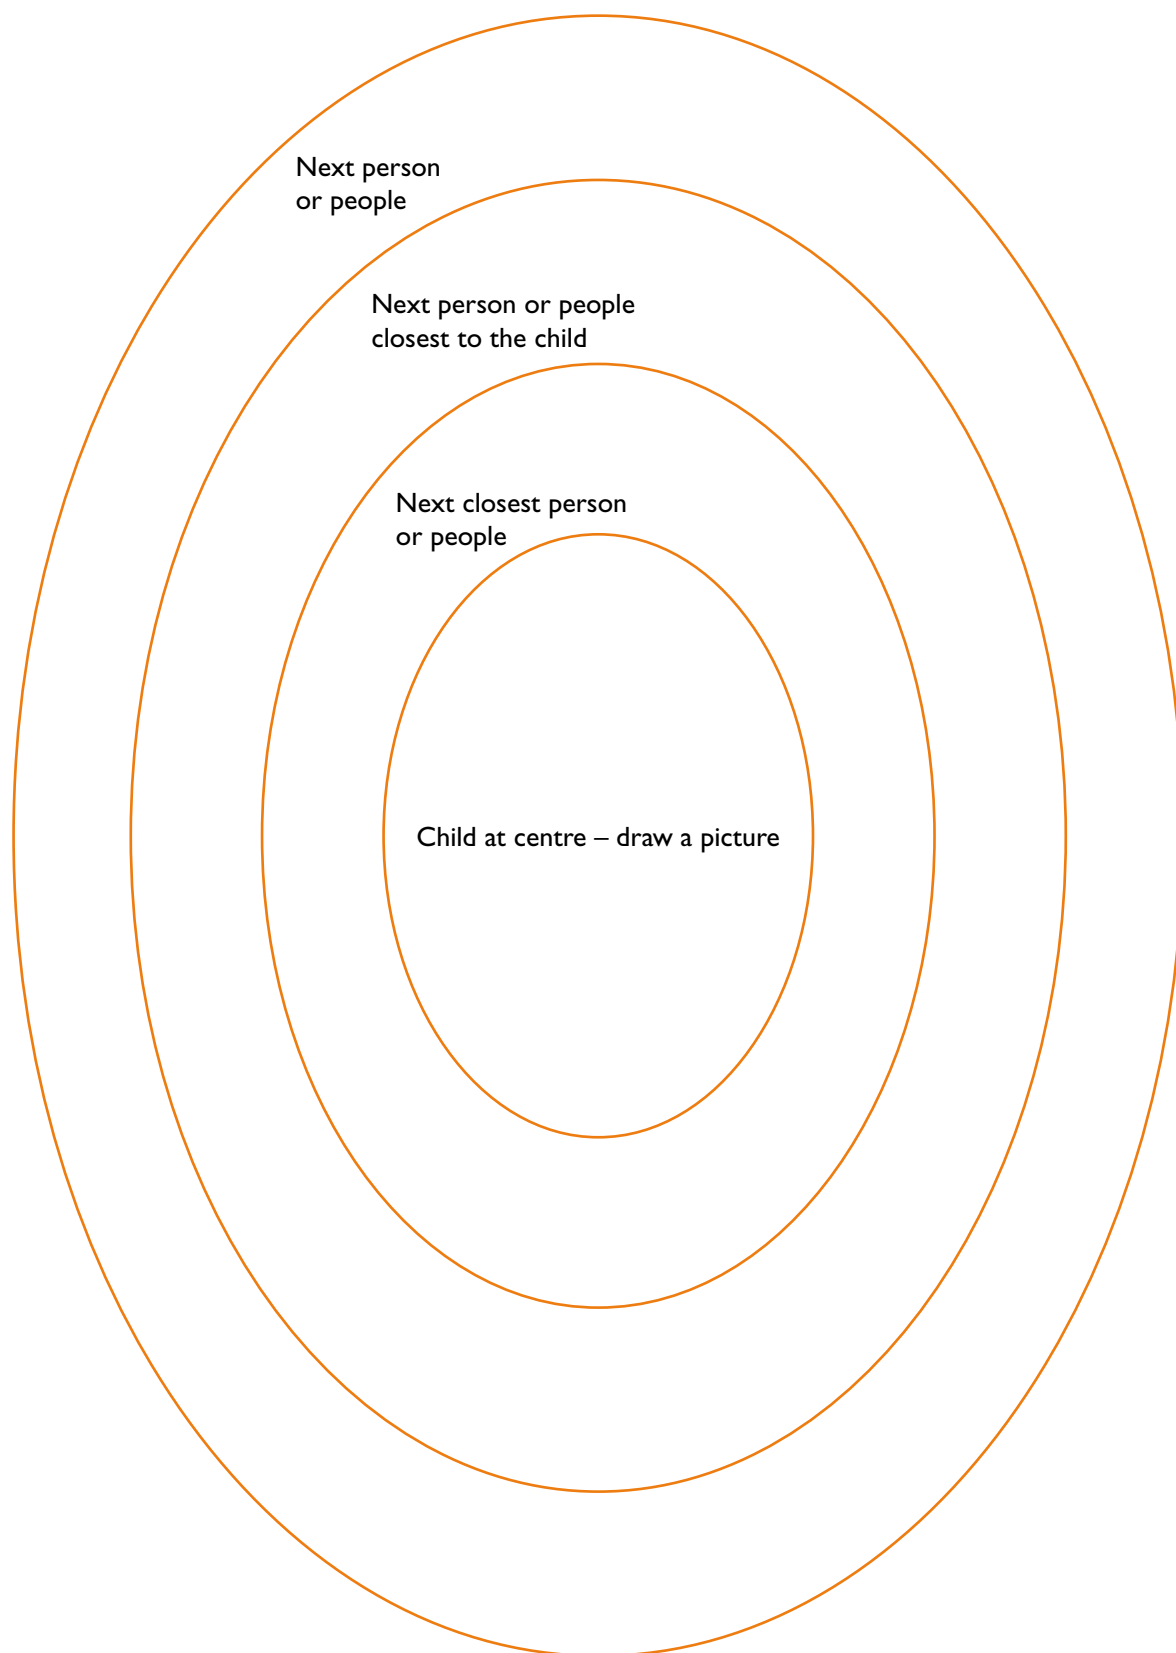 Next person
or people
Next person or people
closest to the child
Next closest person
or people
Child at centre – draw a picture